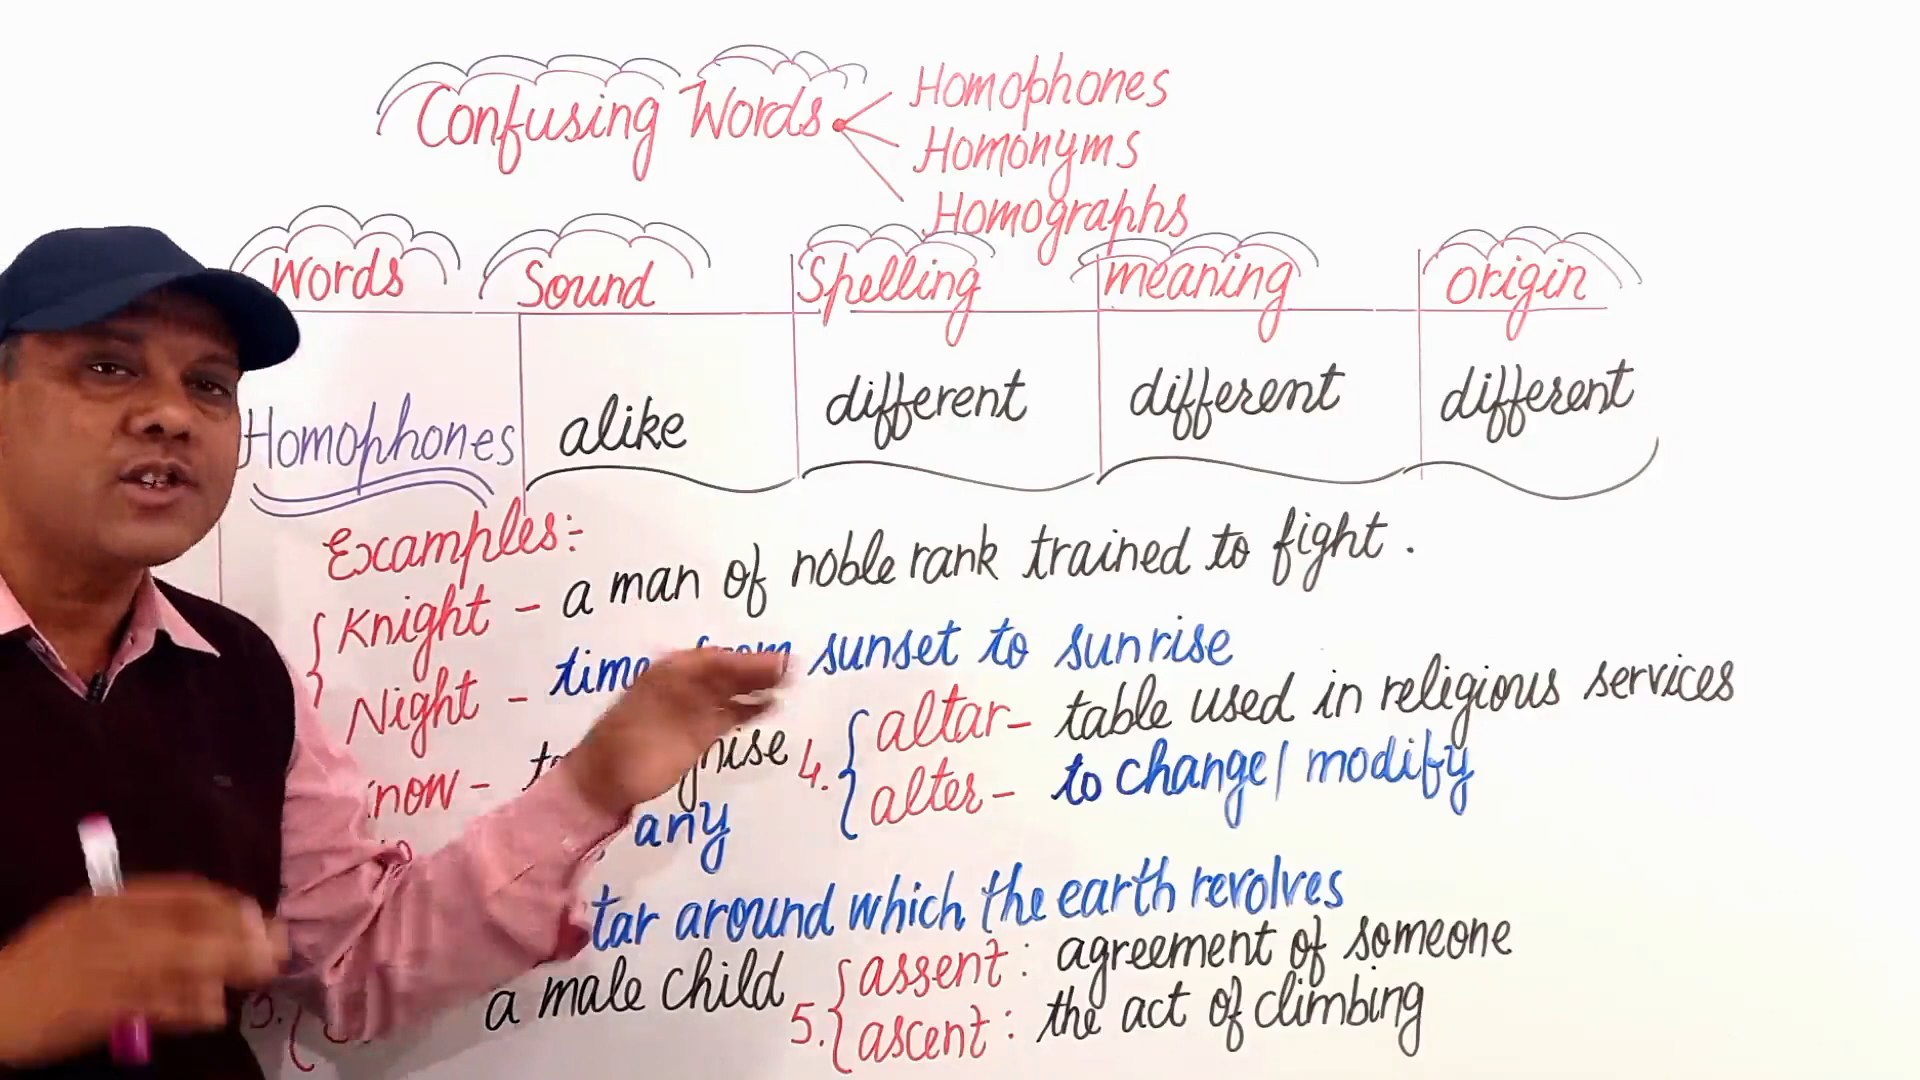 Confusing Words
Homophones
Homonyms
Homographs
Words Sound Spelling meaning origin
Homophones alike different different different
Examples:-
Knight - a man of noble rank trained to fight.
Night - time from sunset to sunrise
now -
any
4. altar - table used in religious services
alter - to change/modify
tar around which the earth revolves
a male child
5. assent: agreement of someone
ascent: the act of climbing